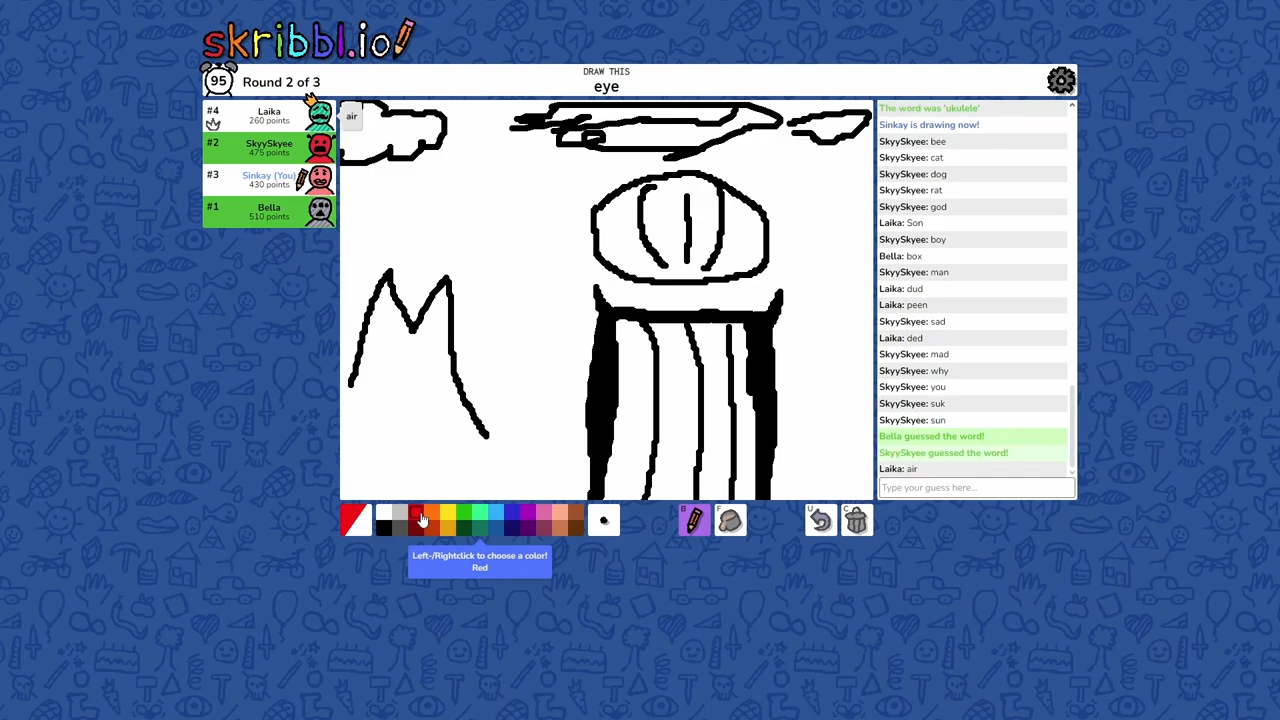 skribbl.io
95
Round 2 of 3
DRAW THIS
eye
#4
Laika
260 points
air
#2
SkyySkyee
475 points
#3
Sinkay (You)
430 points
#1
Bella
510 points
The word was 'ukulele'
Sinkay is drawing now!
SkyySkyee: bee
SkyySkyee: cat
SkyySkyee: dog
SkyySkyee: rat
SkyySkyee: god
Laika: Son
SkyySkyee: boy
Bella: box
SkyySkyee: man
Laika: dud
Laika: peen
SkyySkyee: sad
Laika: ded
SkyySkyee: mad
SkyySkyee: why
SkyySkyee: you
SkyySkyee: suk
SkyySkyee: sun
Bella guessed the word!
SkyySkyee guessed the word!
Laika: air
Type your guess here...
B
F
U
C
Left-/Rightclick to choose a color!
Red